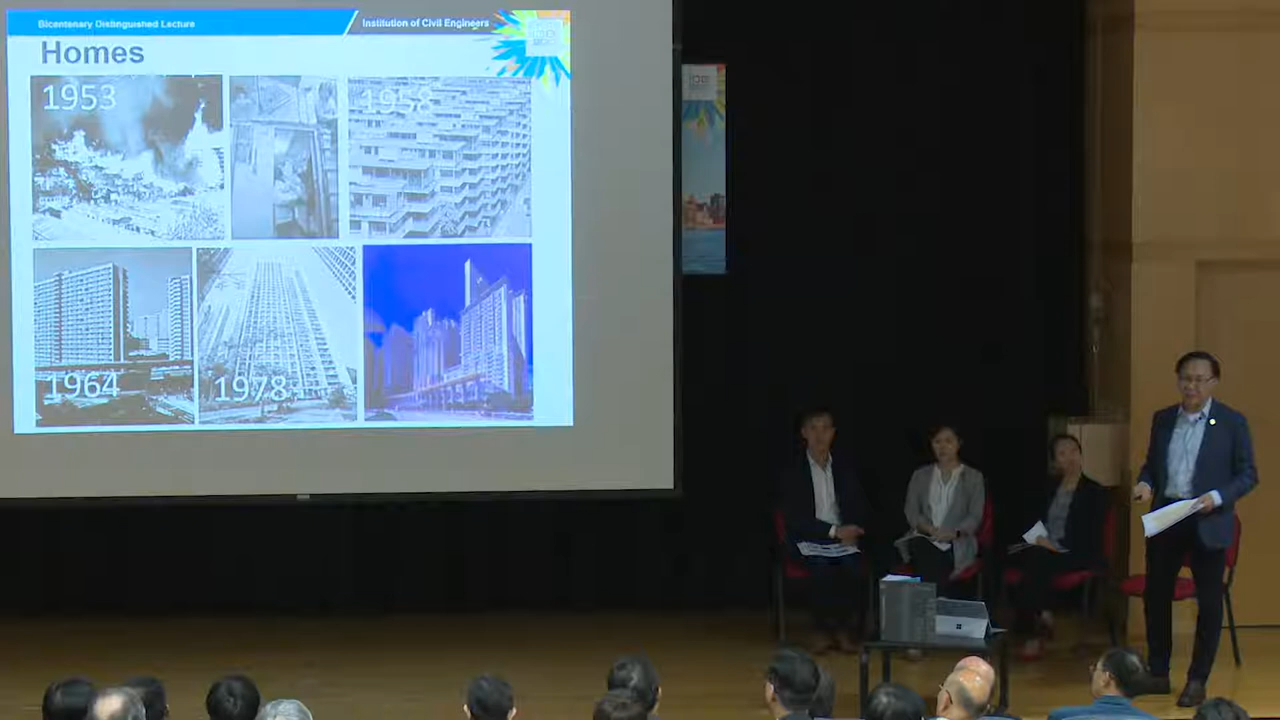 Bicentenary Distinguished Lecture
Institution of Civil Engineers
Homes
1953
1958
1964
1978